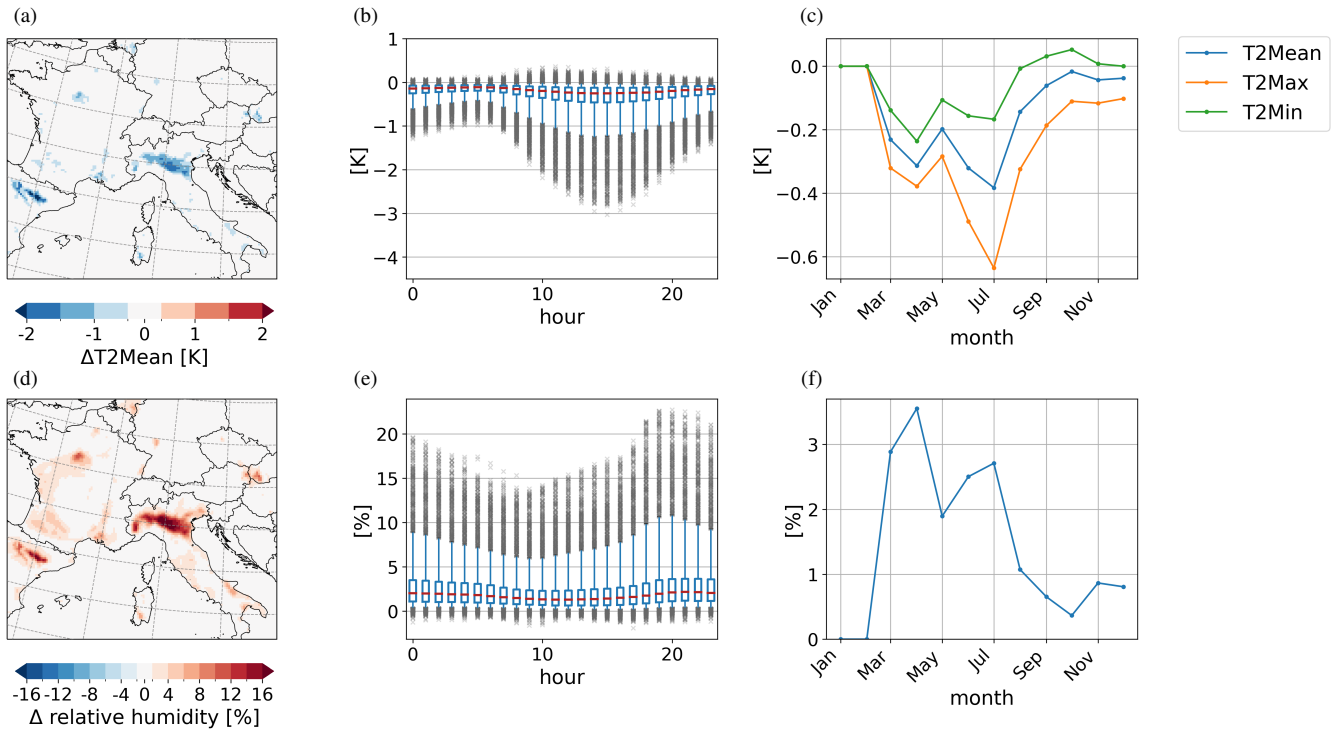 (a)
-2
-1
0
1
2
ΔT2Mean [K]
(b)
1
0
−1
−2
−3
−4
[K]
0
10
20
hour
(c)
0.0
−0.2
−0.4
−0.6
[K]
Jan
Mar
May
Jul
Sep
Nov
month
T2Mean
T2Max
T2Min
(d)
-16
-12
-8
-4
0
4
8
12
16
Δ relative humidity [%]
(e)
20
15
10
5
0
[%]
0
10
20
hour
(f)
3
2
1
0
[%]
Jan
Mar
May
Jul
Sep
Nov
month